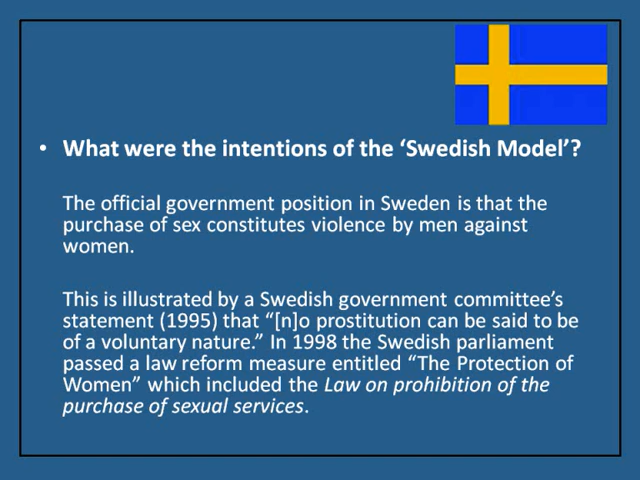 • What were the intentions of the ‘Swedish Model’?
The official government position in Sweden is that the
purchase of sex constitutes violence by men against
women.
This is illustrated by a Swedish government committee’s
statement (1995) that “[n]o prostitution can be said to be
of a voluntary nature.” In 1998 the Swedish parliament
passed a law reform measure entitled “The Protection of
Women” which included the Law on prohibition of the
purchase of sexual services.